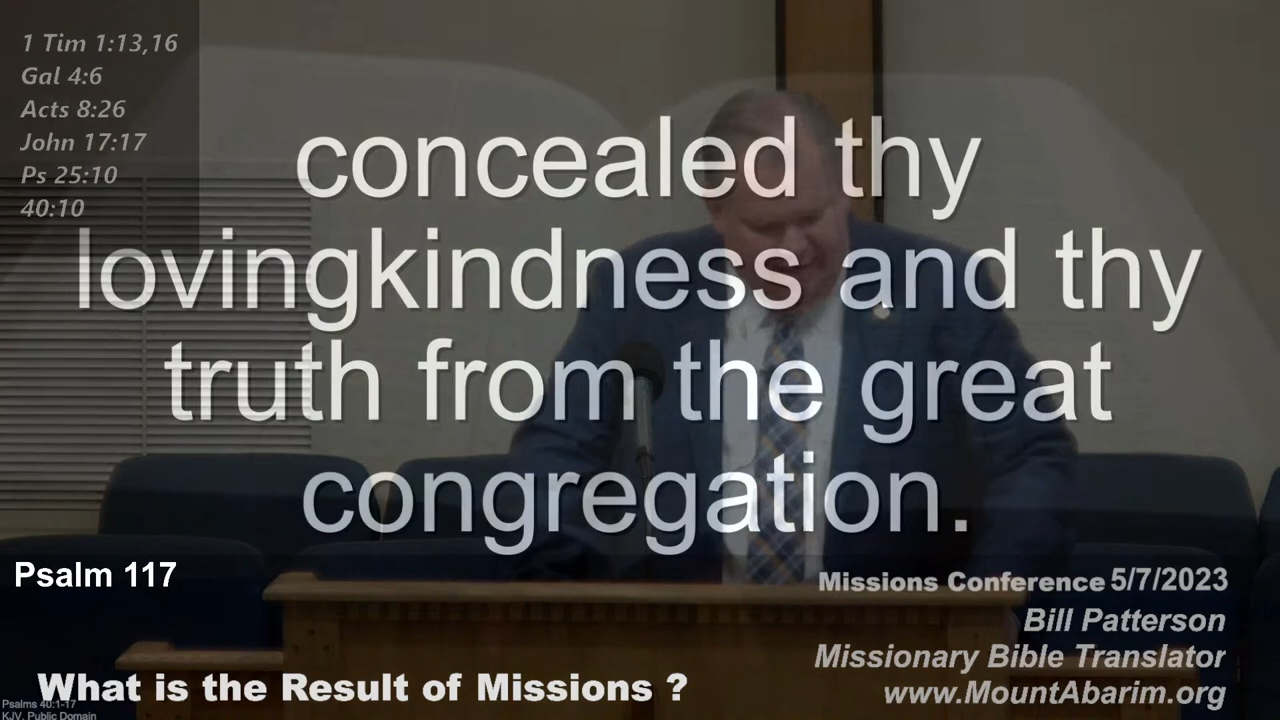 1 Tim 1:13,16
Gal 4:6
Acts 8:26
John 17:17
Ps 25:10
40:10
concealed thy
lovingkindness and thy
truth from the great
congregation.
Psalm 117
Missions Conference 5/7/2023
Bill Patterson
Missionary Bible Translator
www.MountAbarim.org
What is the Result of Missions ?
Psalms 40:1-17
KJV. Public Domain